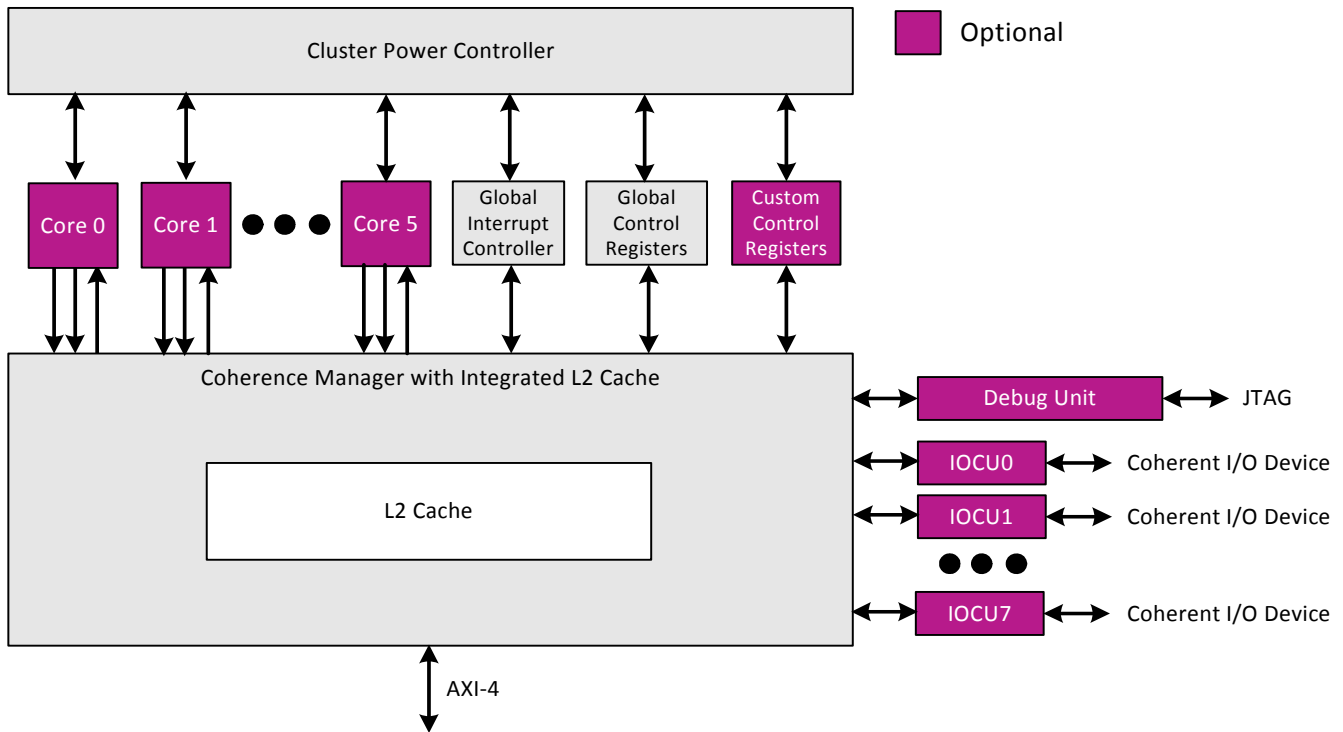 Cluster Power Controller
Optional
Core 0
Core 1
Core 5
Global
Interrupt
Controller
Global
Control
Registers
Custom
Control
Registers
Coherence Manager with Integrated L2 Cache
Debug Unit
JTAG
IOCU0
Coherent I/O Device
L2 Cache
IOCU1
Coherent I/O Device
IOCU7
Coherent I/O Device
AXI-4